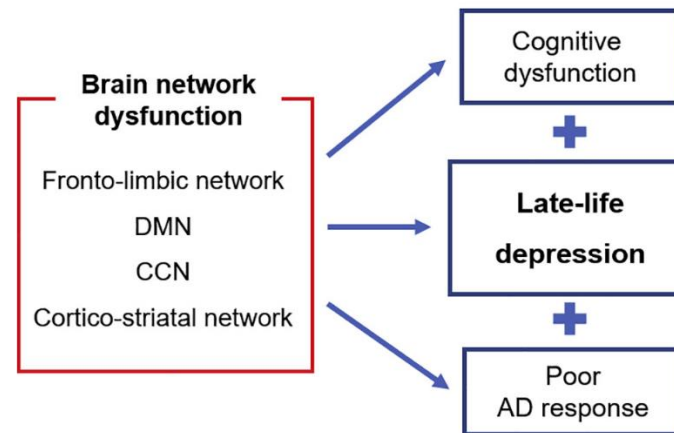 Brain network
dysfunction
Fronto-limbic network
DMN
CCN
Cortico-striatal network
Cognitive
dysfunction
Late-life
depression
Poor
AD response